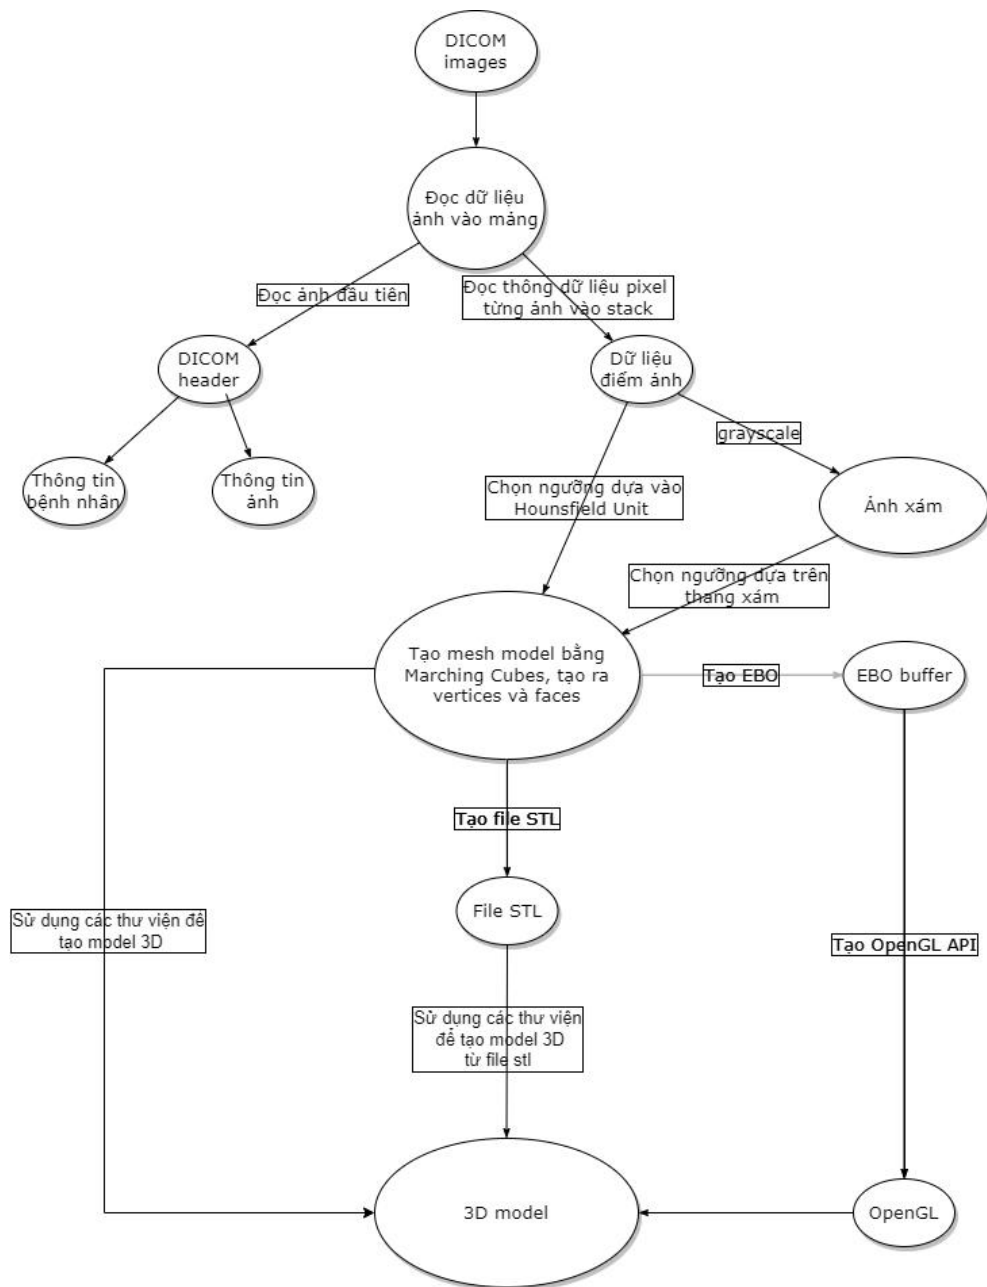 DICOM
images
Đọc dữ liệu
ảnh vào mảng
Đọc ảnh đầu tiên
Đọc thông dữ liệu pixel
từng ảnh vào stack
DICOM
header
Dữ liệu
điểm ảnh
grayscale
Thông tin
bệnh nhân
Thông tin
ảnh
Chọn ngưỡng dựa vào
Hounsfield Unit
Ảnh xám
Chọn ngưỡng dựa trên
thang xám
Tạo mesh model bằng
Marching Cubes, tạo ra
vertices và faces
Tạo EBO
EBO buffer
Tạo file STL
File STL
Sử dụng các thư viện để
tạo model 3D
Tạo OpenGL API
Sử dụng các thư viện
để tạo model 3D
từ file stl
3D model
OpenGL